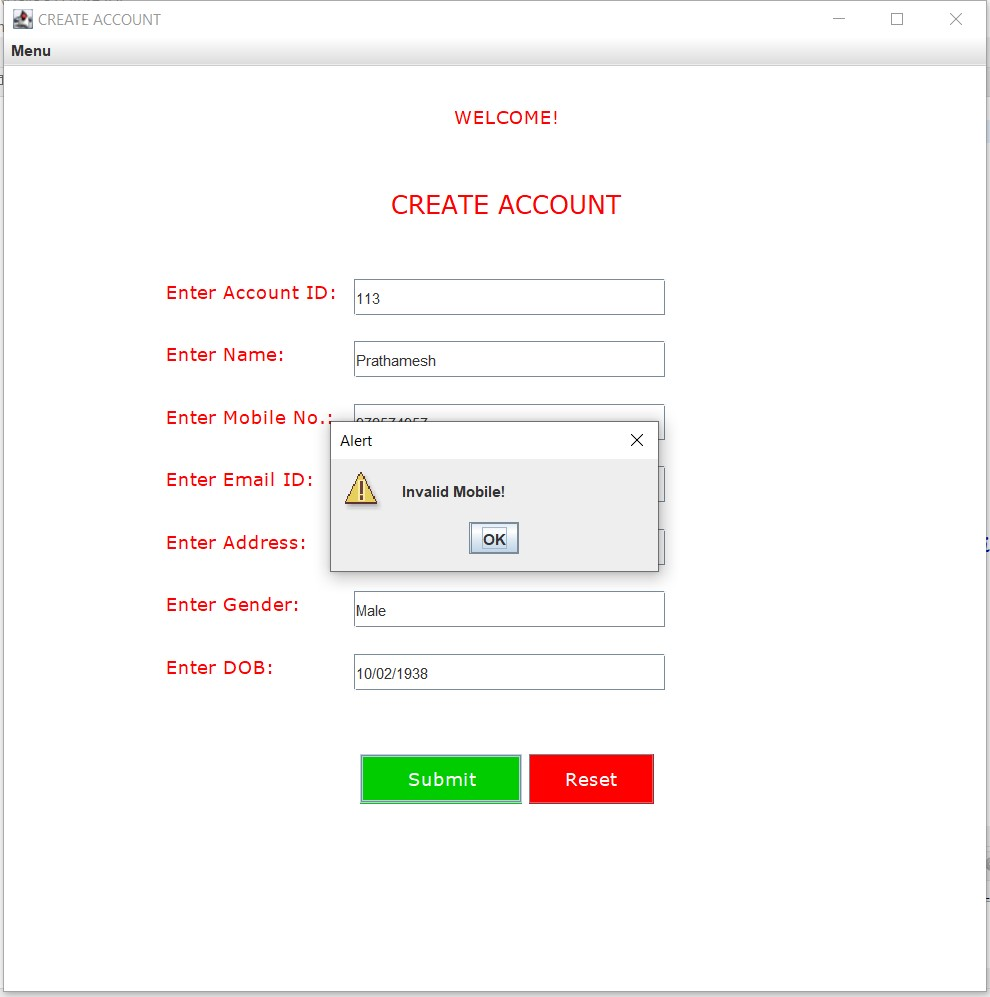 CREATE ACCOUNT
Menu
WELCOME!
CREATE ACCOUNT
Enter Account ID: 113
Enter Name: Prathamesh
Enter Mobile No.:
Alert
Enter Email ID:
Invalid Mobile!
OK
Enter Address:
Enter Gender: Male
Enter DOB: 10/02/1938
Submit Reset